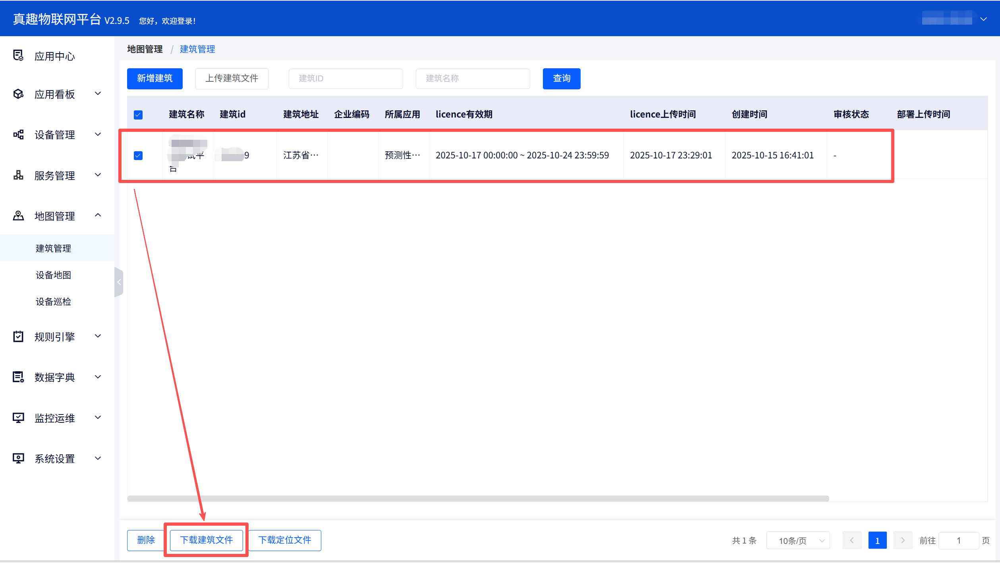 真趣物联网平台 V2.9.5 您好，欢迎登录！
应用中心
应用看板
设备管理
服务管理
地图管理
建筑管理
设备地图
设备巡检
规则引擎
数据字典
监控运维
系统设置
地图管理 / 建筑管理
新增建筑 上传建筑文件 建筑ID 建筑名称 查询
建筑名称 建筑id 建筑地址 企业编码 所属应用 licence有效期 licence上传时间 创建时间 审核状态 部署上传时间
平 9 江苏省… 预测性… 2025-10-17 00:00:00 ~ 2025-10-24 23:59:59 2025-10-17 23:29:01 2025-10-15 16:41:01 -
删除 下载建筑文件 下载定位文件 共 1 条 10条/页 1 前往 1 页